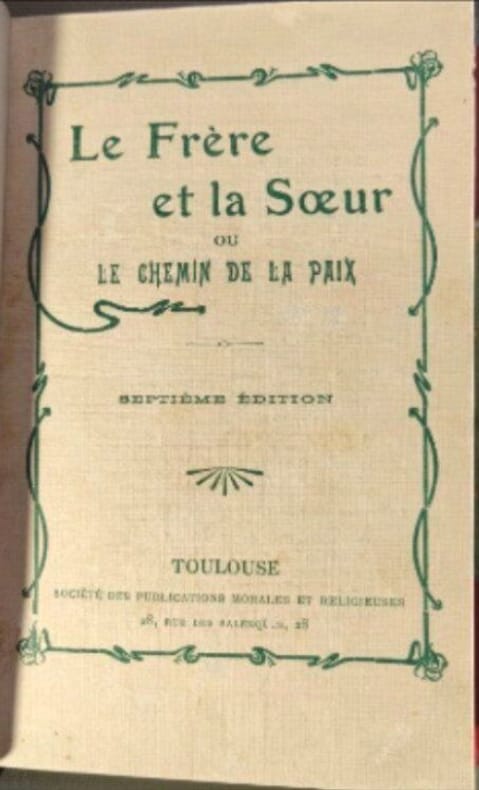 Le Frère
et la Sœur
OU
LE CHEMIN DE LA PAIX
SEPTIÈME ÉDITION
TOULOUSE
SOCIÉTÉ DES PUBLICATIONS MORALES ET RELIGIEUSES
28, RUE DES 28